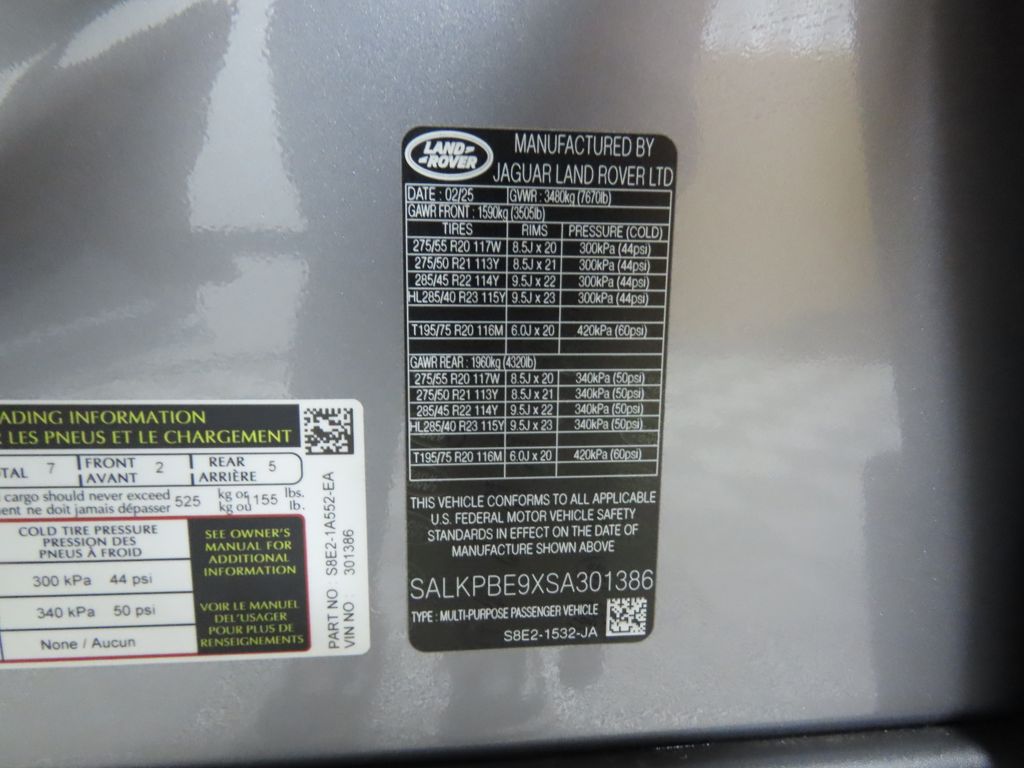 LAND-
-ROVER
MANUFACTURED BY
JAGUAR LAND ROVER LTD
DATE : 02/25 GVWR : 3480kg (7670lb)
GAWR FRONT : 1590kg (3505lb)
TIRES RIMS PRESSURE (COLD)
275/55 R20 117W 8.5J x 20 300kPa (44psi)
275/50 R21 113Y 8.5J x 21 300kPa (44psi)
285/45 R22 114Y 9.5J x 22 300kPa (44psi)
HL285/40 R23 115Y 9.5J x 23 300kPa (44psi)
T195/75 R20 116M 6.0J x 20 420kPa (60psi)
GAWR REAR : 1960kg (4320lb)
275/55 R20 117W 8.5J x 20 340kPa (50psi)
275/50 R21 113Y 8.5J x 21 340kPa (50psi)
285/45 R22 114Y 9.5J x 22 340kPa (50psi)
HL285/40 R23 115Y 9.5J x 23 340kPa (50psi)
T195/75 R20 116M 6.0J x 20 420kPa (60psi)
THIS VEHICLE CONFORMS TO ALL APPLICABLE
U.S. FEDERAL MOTOR VEHICLE SAFETY
STANDARDS IN EFFECT ON THE DATE OF
MANUFACTURE SHOWN ABOVE
SALKPBE9XSA301386
TYPE : MULTI-PURPOSE PASSENGER VEHICLE
S8E2-1532-JA
ADING INFORMATION
LES PNEUS ET LE CHARGEMENT
TAL 7 FRONT AVANT 2 REAR ARRIÈRE 5
cargo should never exceed 525 kg or 1155 lbs.
ent ne doit jamais dépasser kg ou lb.
COLD TIRE PRESSURE
PRESSION DES
PNEUS À FROID
300 kPa 44 psi
340 kPa 50 psi
None / Aucun
SEE OWNER'S
MANUAL FOR
ADDITIONAL
INFORMATION
VOIR LE MANUEL
DE L'USAGER
POUR PLUS DE
RENSEIGNEMENTS
PART NO : S8E2-1A552-EA
VIN NO : 301386